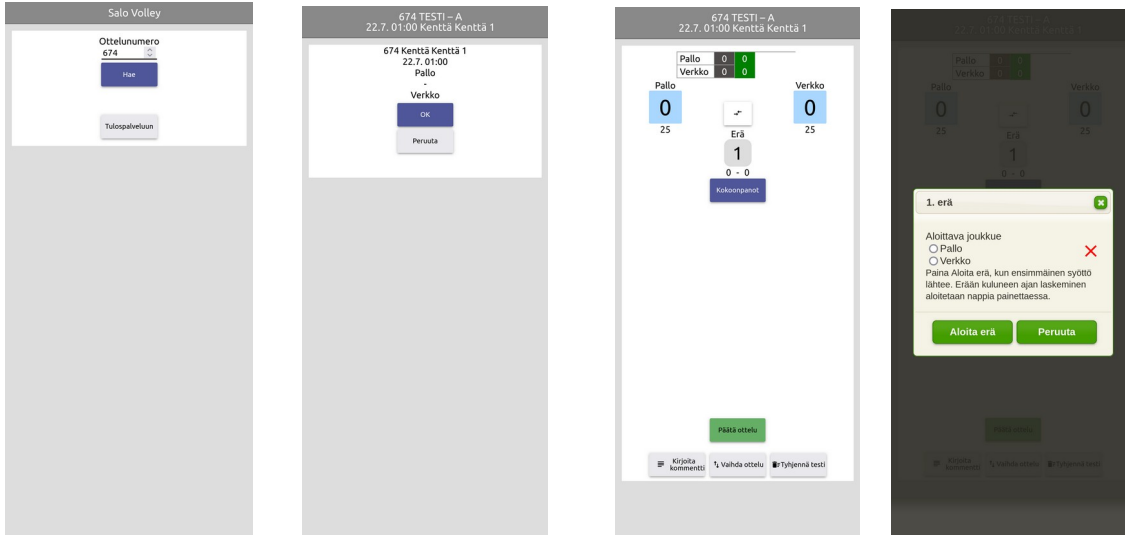 Salo Volley
Ottelunumero
674
Hae
Tulospalveluun
674 TESTI – A
22.7. 01:00 Kenttä Kenttä 1
674 Kenttä Kenttä 1
22.7. 01:00
Pallo
-
Verkko
OK
Peruuta
674 TESTI – A
22.7. 01:00 Kenttä Kenttä 1
Pallo 0 0
Verkko 0 0
Pallo Verkko
0 0
25 25
Erä
1
0 - 0
Kokoonpanot
Päätä ottelu
Kirjoita kommentti Vaihda ottelu Tyhjennä testi
674 TESTI – A
22.7. 01:00 Kenttä Kenttä 1
Pallo 0 0
Verkko 0 0
Pallo Verkko
0 0
25 25
Erä
1
0 - 0
1. erä
Aloittava joukkue
Pallo
Verkko
Paina Aloita erä, kun ensimmäinen syöttö
lähtee. Erään kuluneen ajan laskeminen
aloitetaan nappia painettaessa.
Aloita erä Peruuta
Päätä ottelu
Kirjoita kommentti Vaihda ottelu Tyhjennä testi